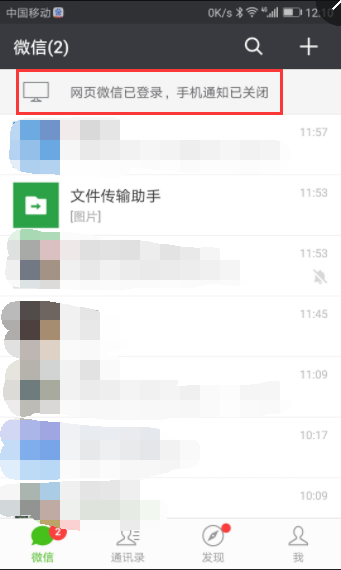 中国移动
0K/s
4G
12:10
微信(2)
网页微信已登录，手机通知已关闭
11:57
文件传输助手
11:53
[图片]
11:53
11:45
11:09
10:17
10:09
2
微信
通讯录
发现
我